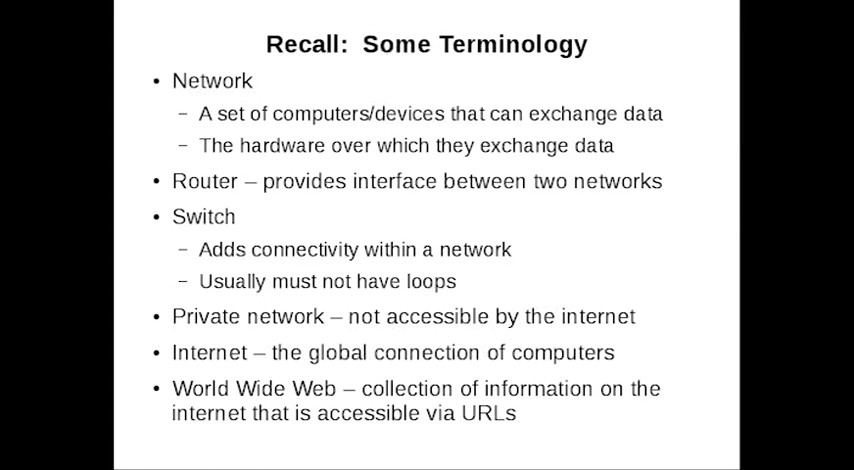 Recall:  Some Terminology
• Network
– A set of computers/devices that can exchange data
– The hardware over which they exchange data
• Router – provides interface between two networks
• Switch
– Adds connectivity within a network
– Usually must not have loops
• Private network – not accessible by the internet
• Internet – the global connection of computers
• World Wide Web – collection of information on the
internet that is accessible via URLs